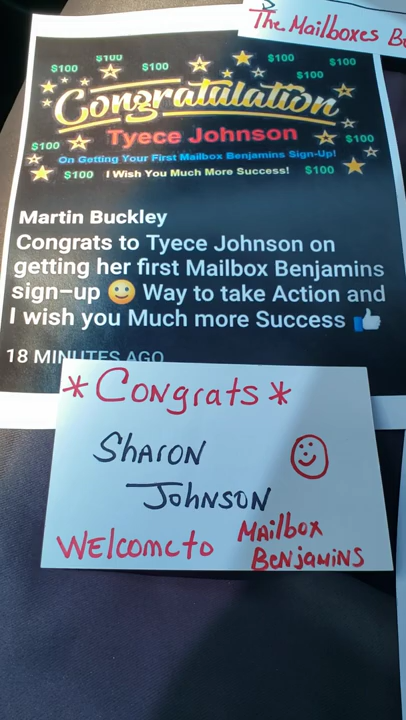 The Mailboxes
$100 $100 $100 $100 $100
$100
Congratulation
$100 Tyece Johnson $100
On Getting Your First Mailbox Benjamins Sign-Up!
$100 I Wish You Much More Success! $100
Martin Buckley
Congrats to Tyece Johnson on
getting her first Mailbox Benjamins
sign-up 🙂 Way to take Action and
I wish you Much more Success 👍
18 MINUTES AGO
*Congrats*
SHARON
JOHNSON
WELcome to MAilbox
BENjaMiNS